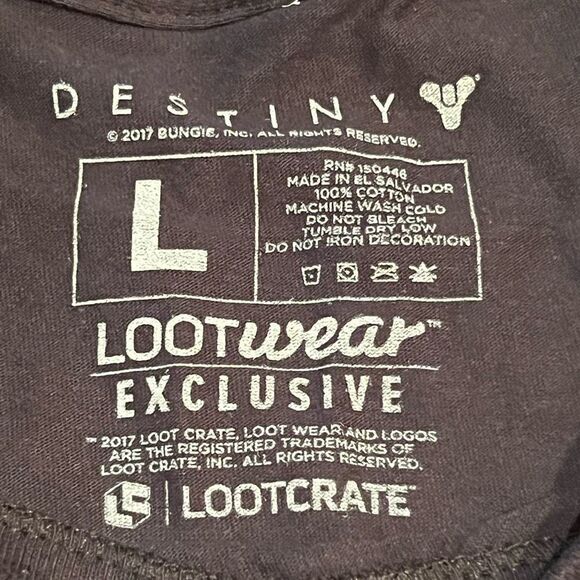 DESTINY
© 2017 BUNGIE, INC. ALL RIGHTS RESERVED.
L
RN# 150446
MADE IN EL SALVADOR
100% COTTON
MACHINE WASH COLD
DO NOT BLEACH
TUMBLE DRY LOW
DO NOT IRON DECORATION
LOOTwear™
EXCLUSIVE
™ 2017 LOOT CRATE, LOOT WEAR AND LOGOS
ARE THE REGISTERED TRADEMARKS OF
LOOT CRATE, INC. ALL RIGHTS RESERVED.
LOOTCRATE™